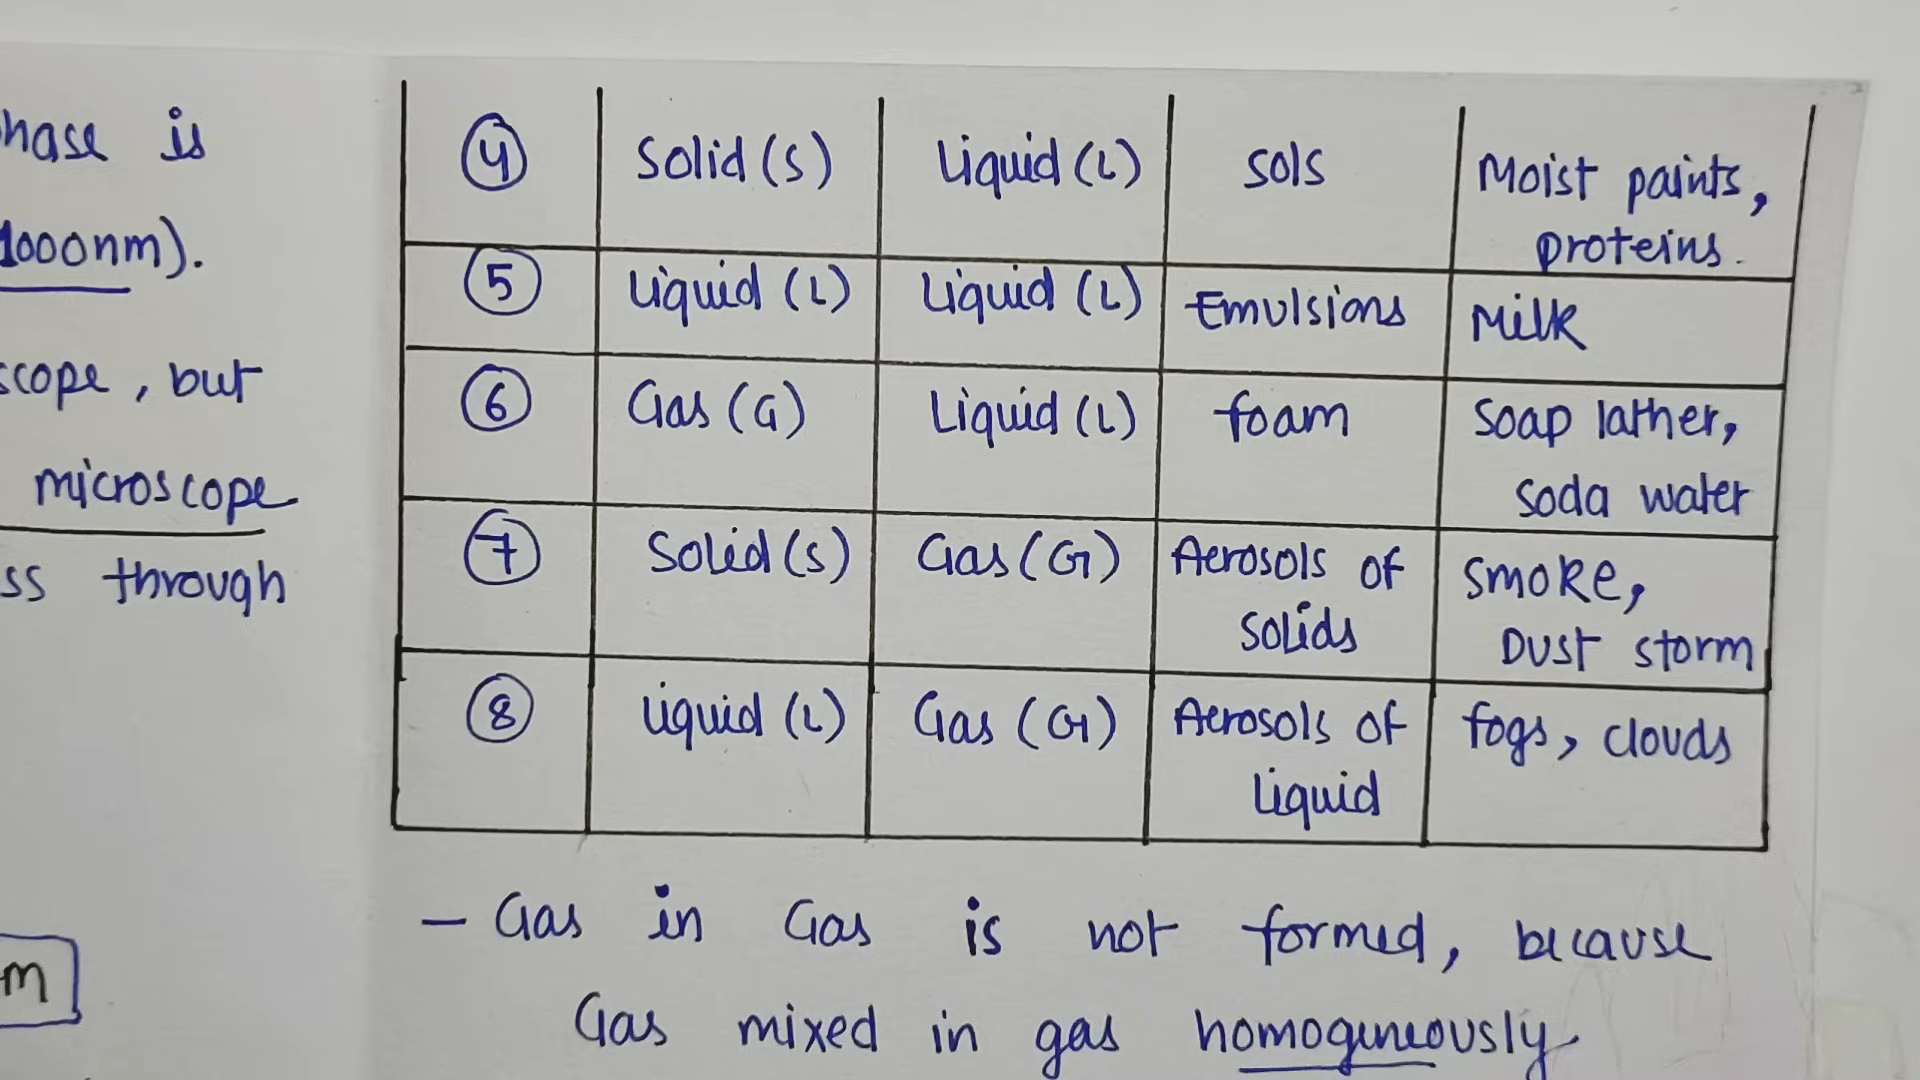 hase is
1000nm).
scope, but
microscope
ss through
m
④ Solid (S) Liquid (L) Sols Moist paints,
proteins.
⑤ Liquid (L) Liquid (L) Emulsions Milk
⑥ Gas (G) Liquid (L) foam Soap lather,
soda water
⑦ Solid (S) Gas (G) Aerosols of Smoke,
solids Dust storm
⑧ Liquid (L) Gas (G) Aerosols of fogs, clouds
Liquid
- Gas in Gas is not formed, because
Gas mixed in gas homogeneously